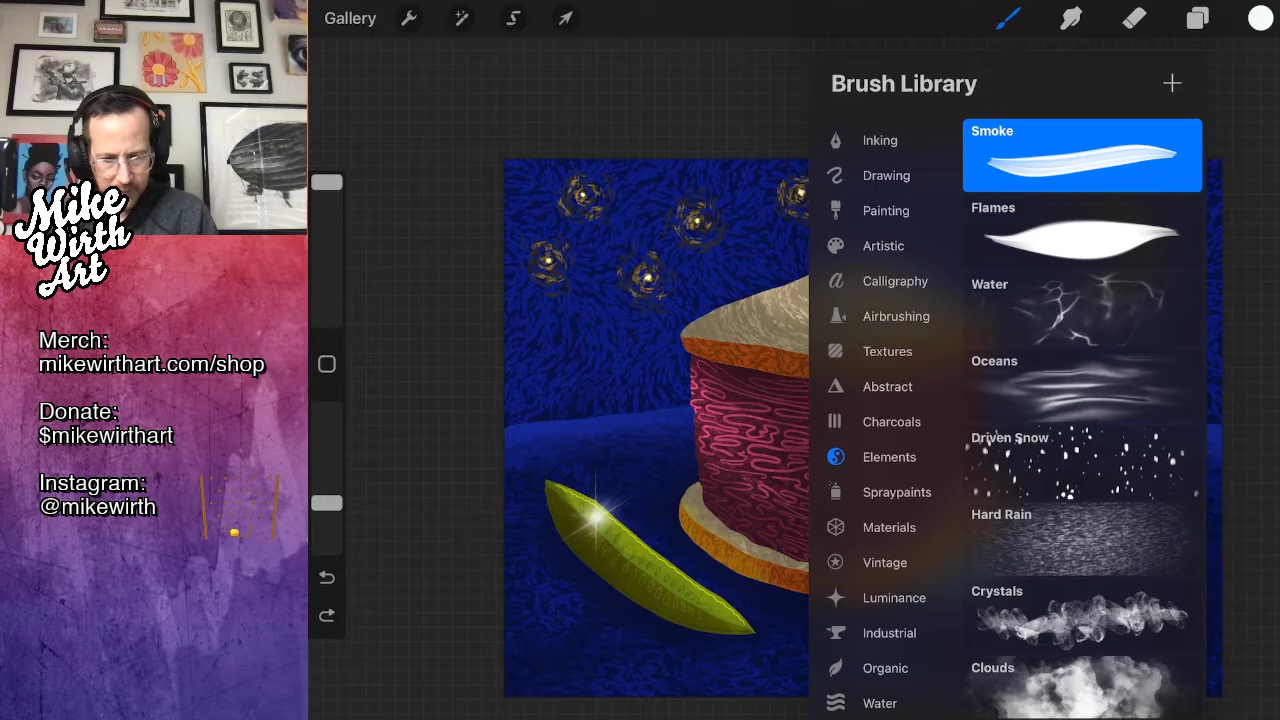 Gallery
Mike
Wirth
Art
Merch:
mikewirthart.com/shop
Donate:
$mikewirthart
Instagram:
@mikewirth
Brush Library
Inking
Drawing
Painting
Artistic
Calligraphy
Airbrushing
Textures
Abstract
Charcoals
Elements
Spraypaints
Materials
Vintage
Luminance
Industrial
Organic
Water
Smoke
Flames
Water
Oceans
Driven Snow
Hard Rain
Crystals
Clouds